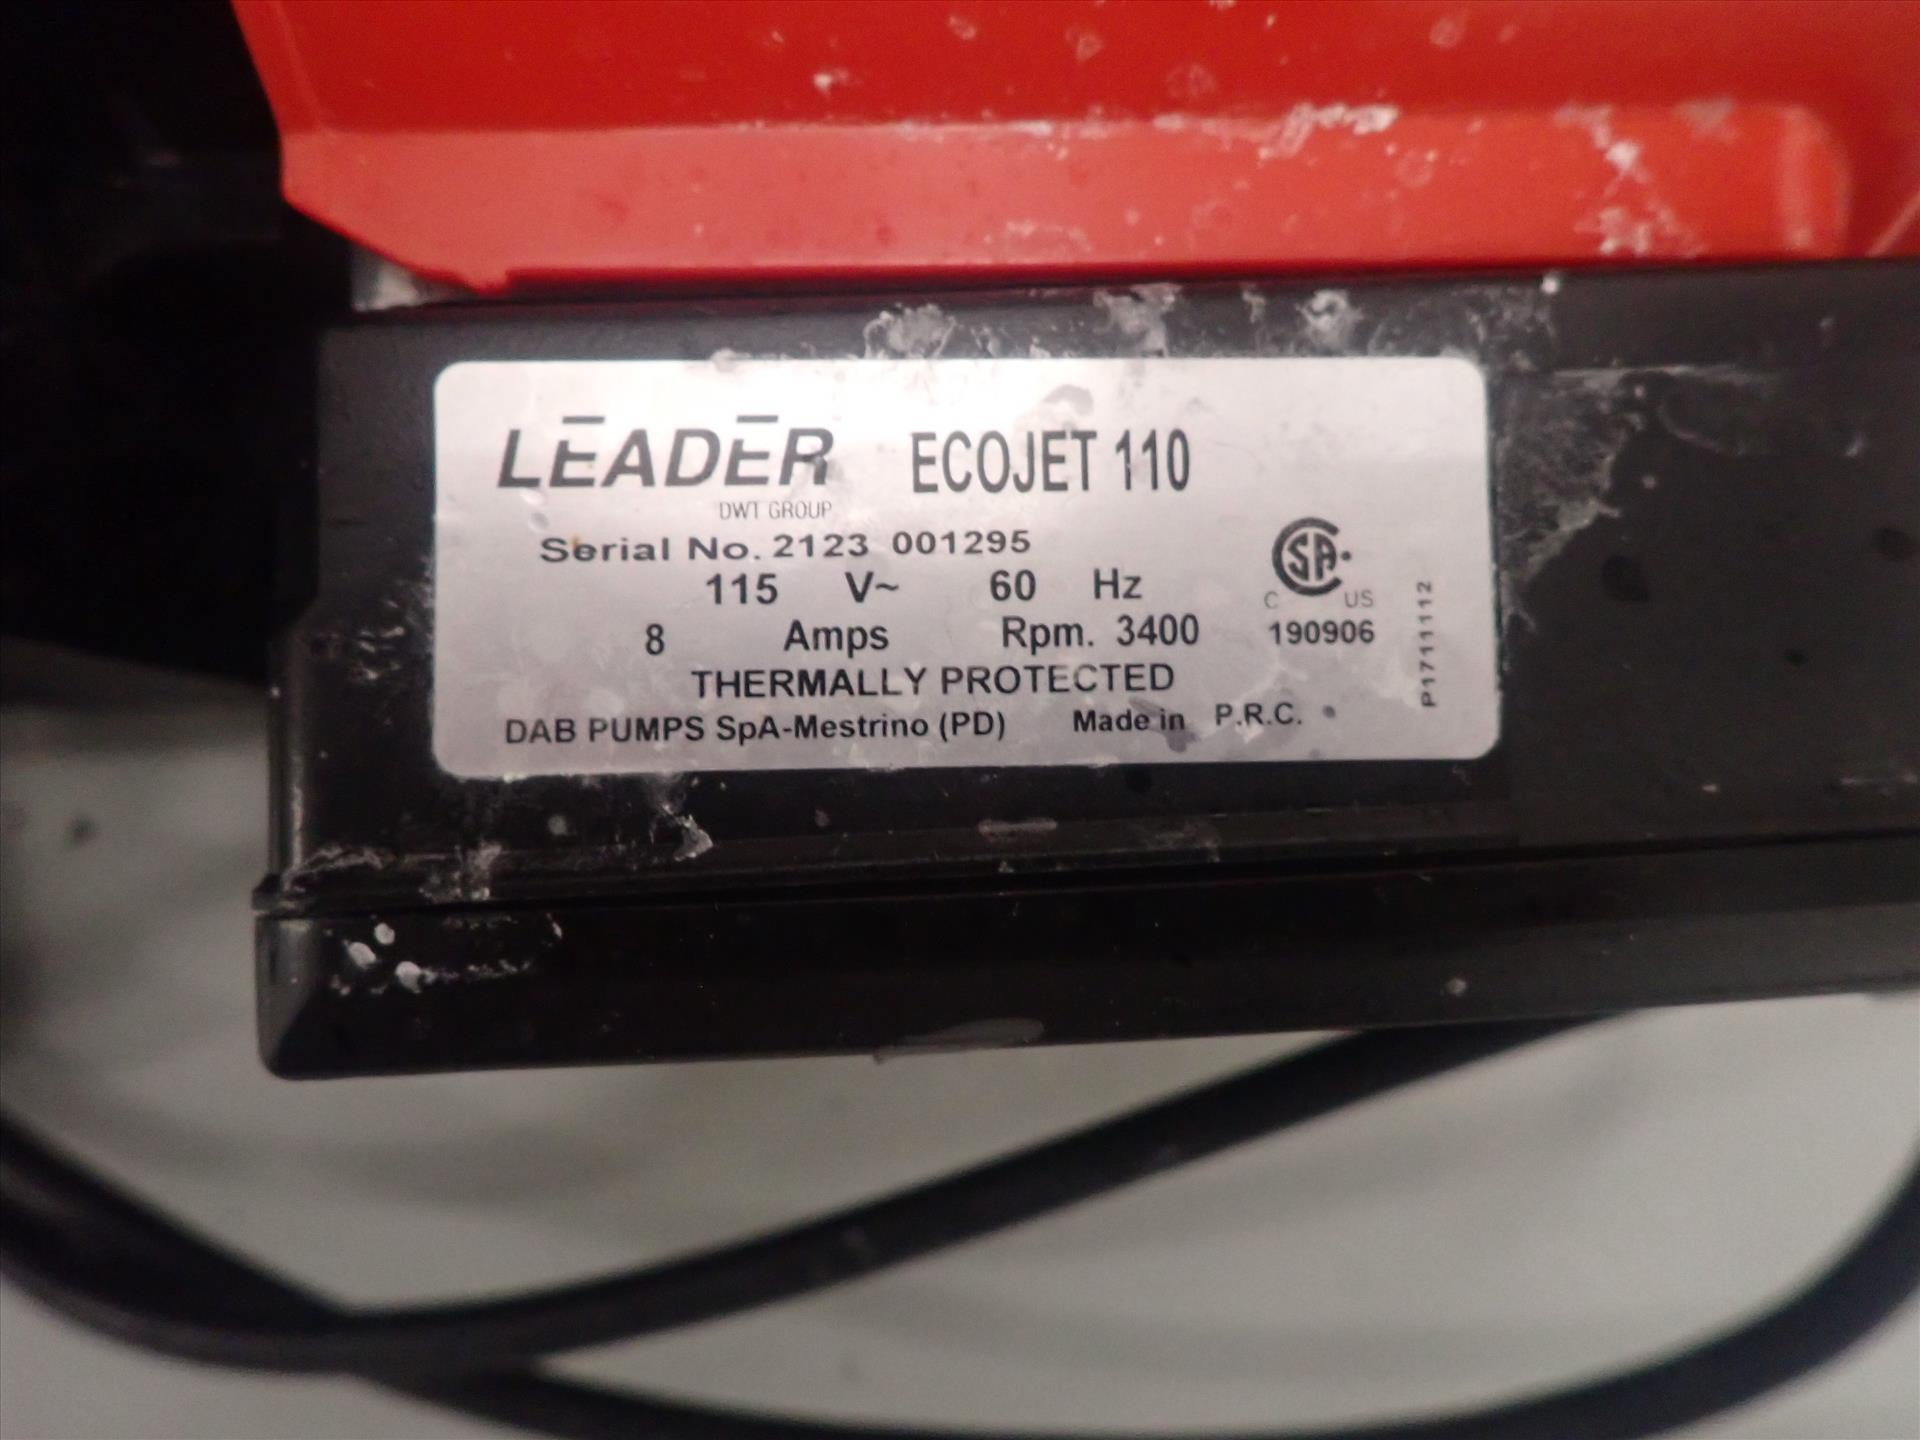 LEADER ECOJET 110
DWT GROUP
Serial No. 2123 001295
115 V~ 60 Hz
8 Amps Rpm. 3400
THERMALLY PROTECTED
DAB PUMPS SpA-Mestrino (PD) Made in P.R.C.
CSA
C US
190906
P1711112